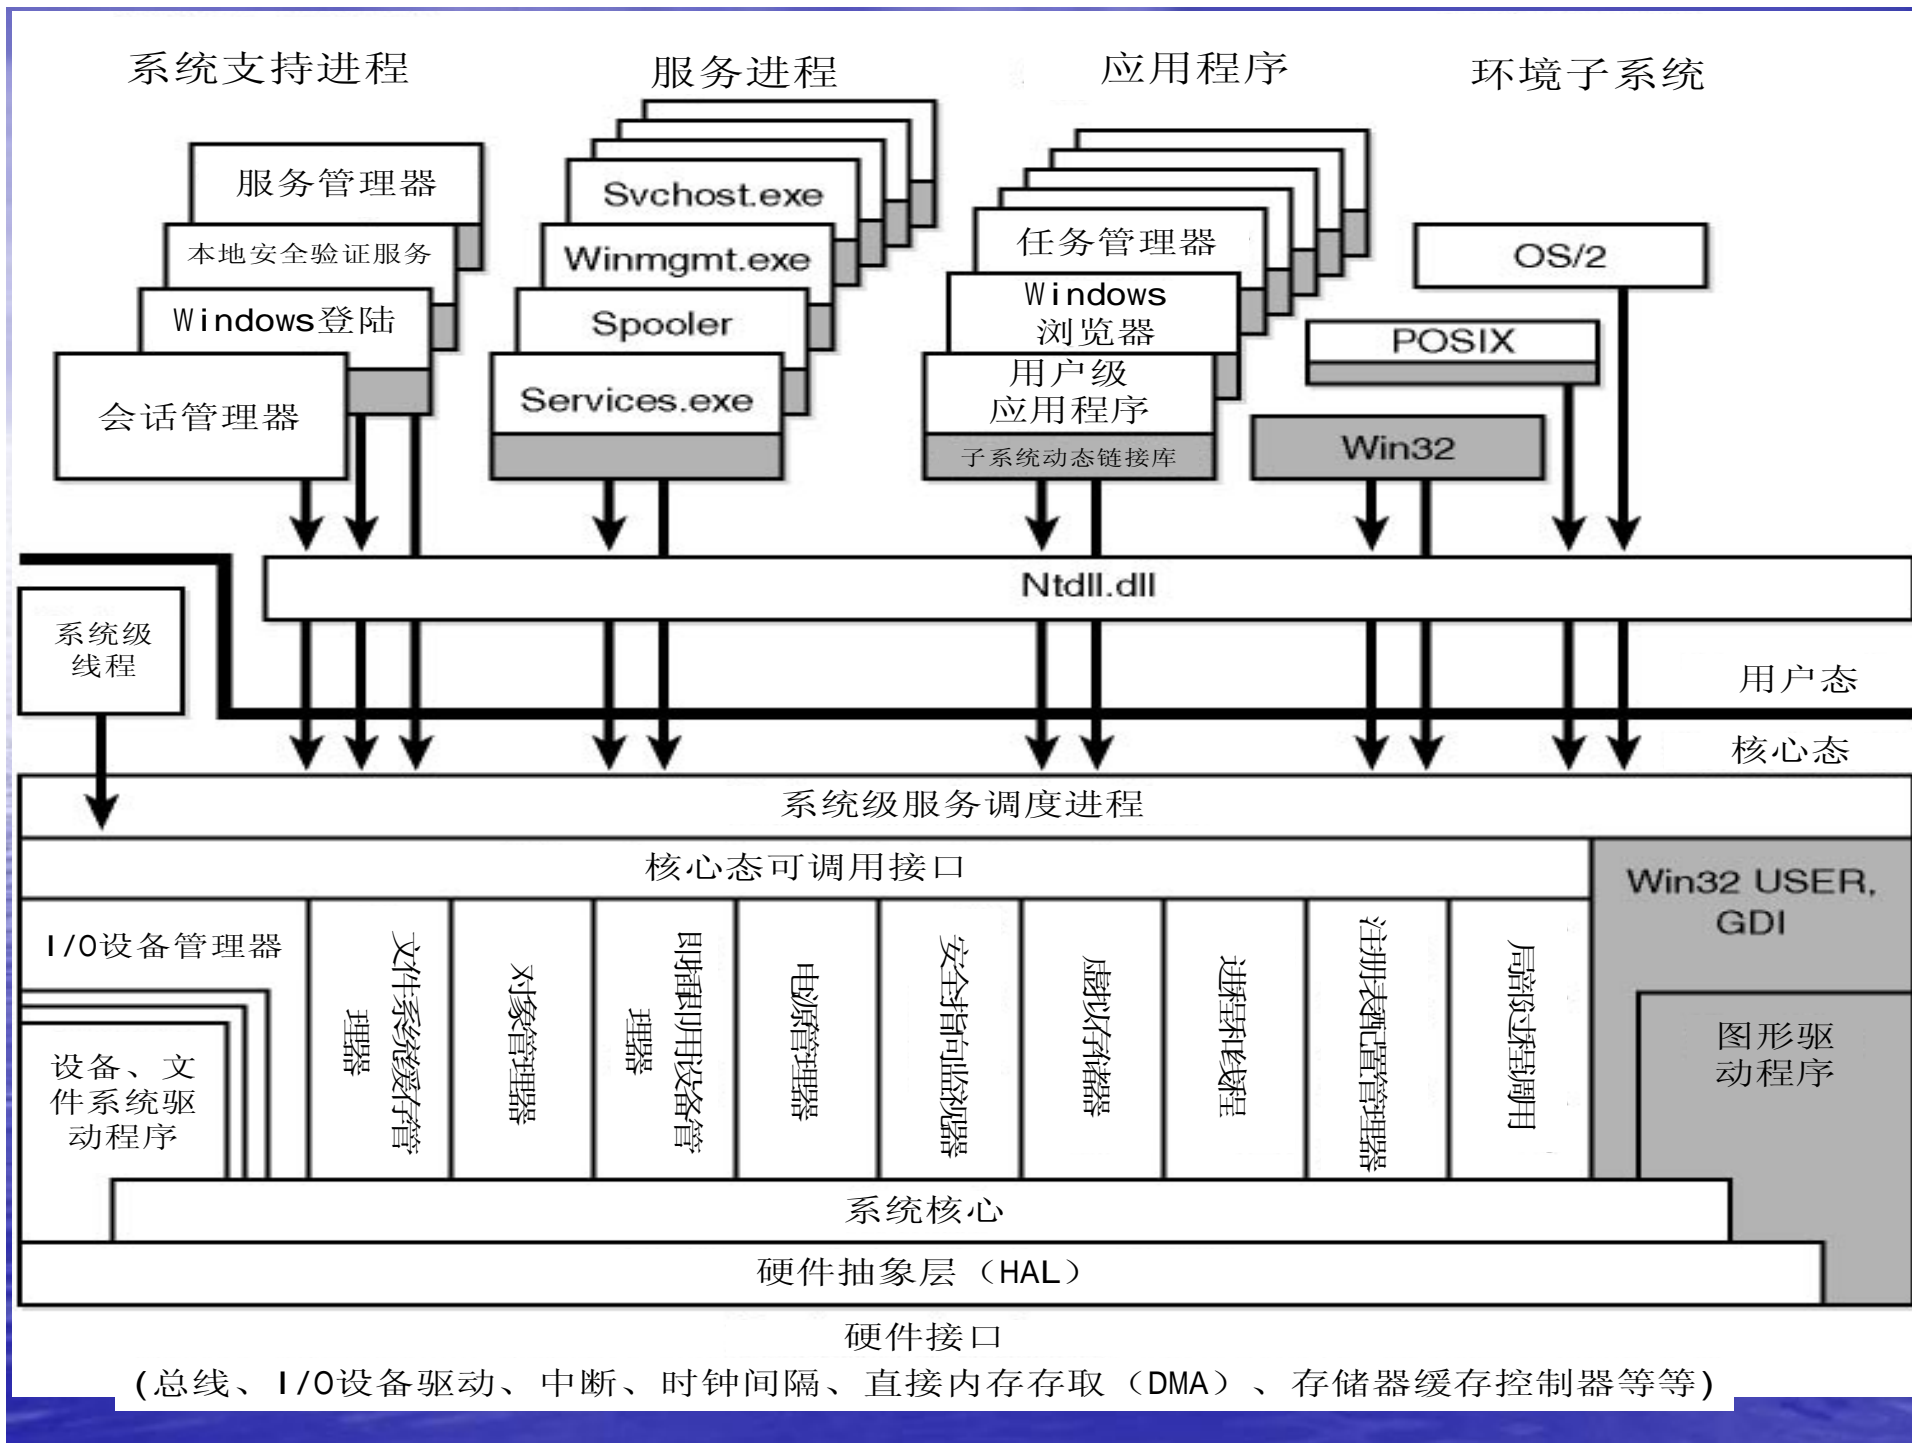 系统支持进程
服务进程
应用程序
环境子系统
服务管理器
本地安全验证服务
Windows登陆
会话管理器
Svchost.exe
Winmgmt.exe
Spooler
Services.exe
任务管理器
Windows
浏览器
用户级
应用程序
子系统动态链接库
OS/2
POSIX
Win32
Ntdll.dll
系统级
线程
用户态
核心态
系统级服务调度进程
核心态可调用接口
Win32 USER,
GDI
I/O设备管理器
设备、文
件系统驱
动程序
文件系统缓存管
理器
对象管理器
即插即用设备管
理器
电源管理器
安全指向监视器
虚拟存储器
进程和线程
注册表配置管理器
局部过程调用
图形驱
动程序
系统核心
硬件抽象层（HAL）
硬件接口
(总线、I/O设备驱动、中断、时钟间隔、直接内存存取（DMA）、存储器缓存控制器等等)